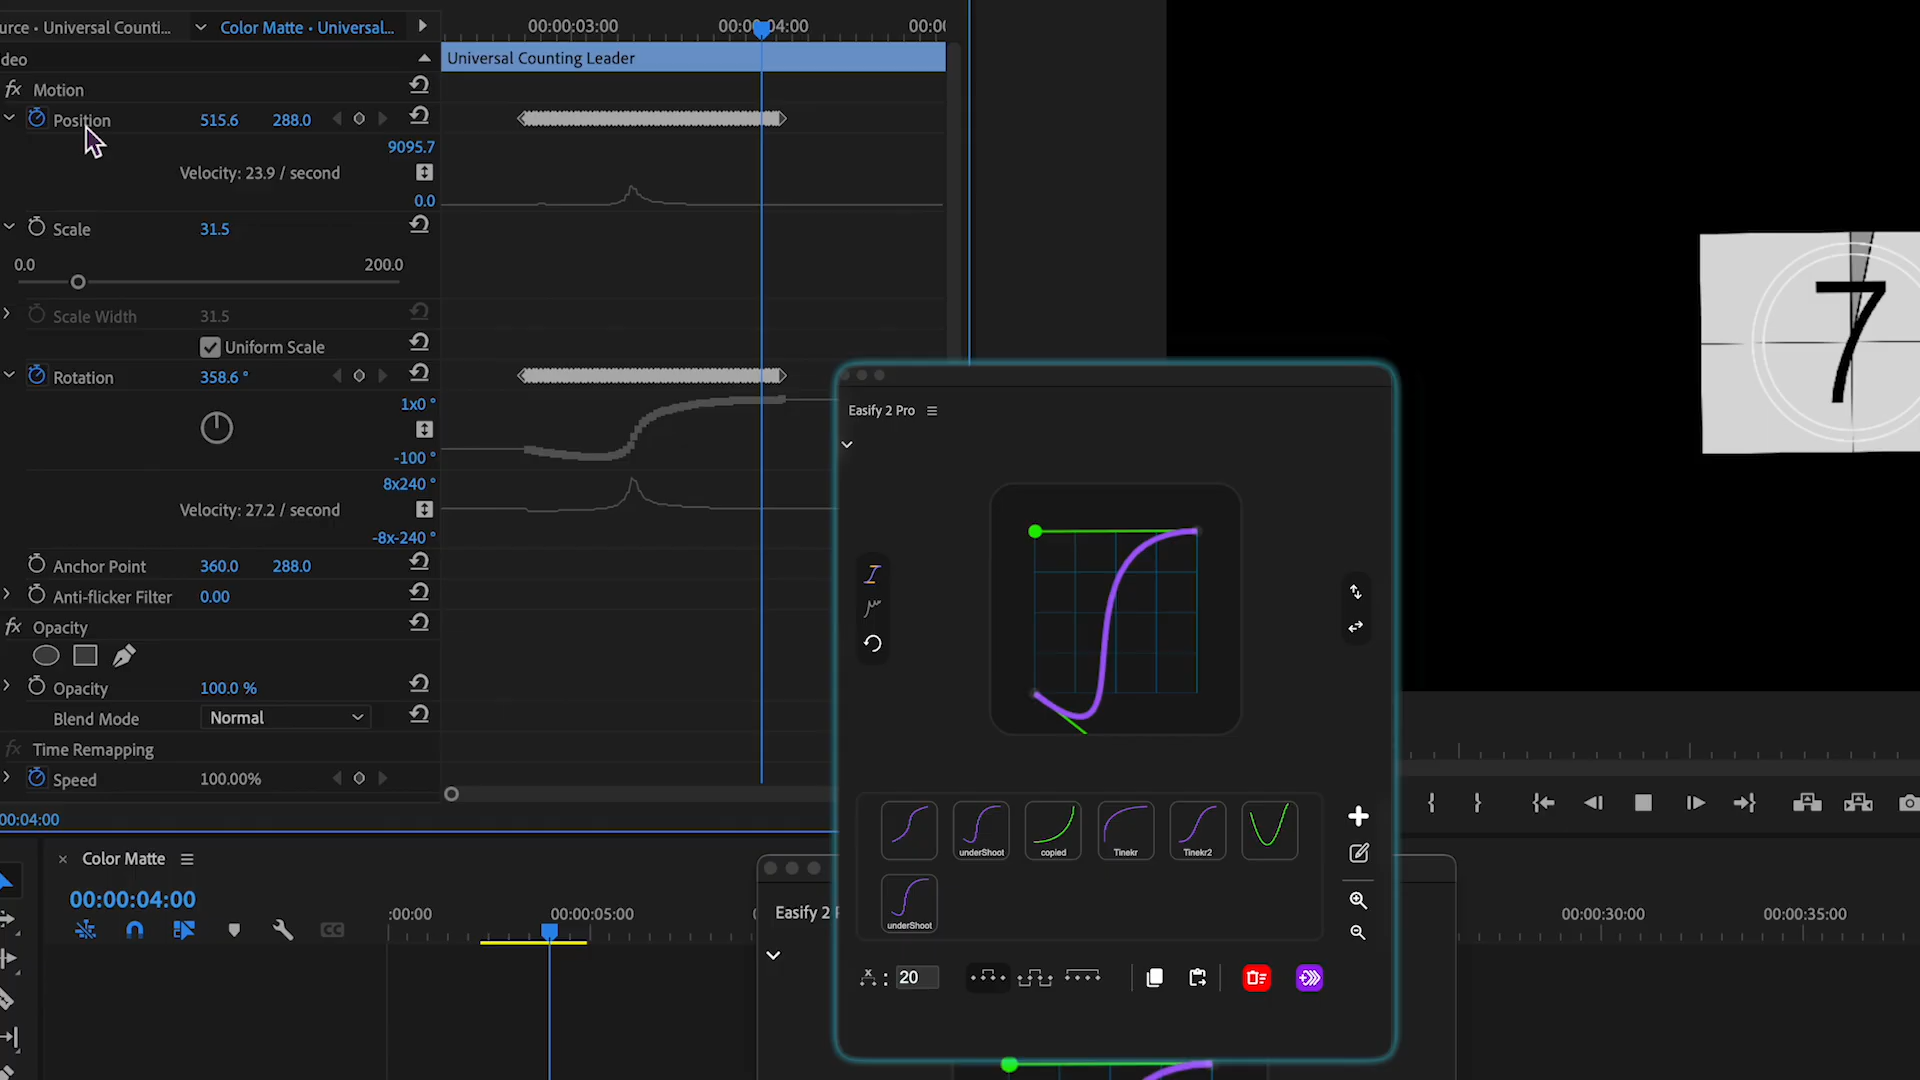 urce • Universal Counti...
Color Matte • Universal...
00:00:03:00
00:00:04:00
00:0(
deo
Universal Counting Leader
fx Motion
Position 515.6 288.0
9095.7
Velocity: 23.9 / second
0.0
Scale 31.5
0.0 200.0
Scale Width 31.5
Uniform Scale
Rotation 358.6 °
1x0 °
-100 °
8x240 °
Velocity: 27.2 / second
-8x-240 °
Anchor Point 360.0 288.0
Anti-flicker Filter 0.00
fx Opacity
Opacity 100.0 %
Blend Mode Normal
fx Time Remapping
Speed 100.00%
00:04:00
7
Easify 2 Pro
underShoot
copied
Tinekr
Tinekr2
underShoot
x : 20
× Color Matte
00:00:04:00
CC
:00:00
00:00:05:00
Easify 2
00:00:30:00
00:00:35:00